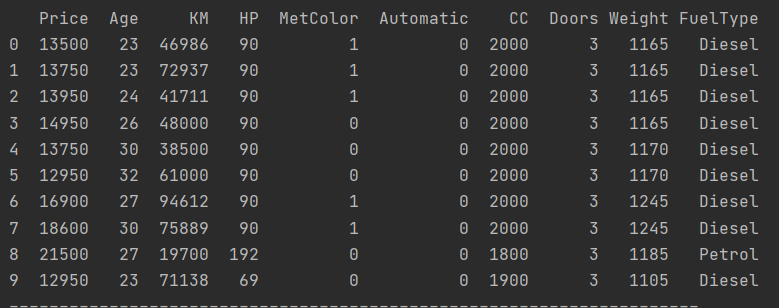 Price Age KM HP MetColor Automatic CC Doors Weight FuelType
0 13500 23 46986 90 1 0 2000 3 1165 Diesel
1 13750 23 72937 90 1 0 2000 3 1165 Diesel
2 13950 24 41711 90 1 0 2000 3 1165 Diesel
3 14950 26 48000 90 0 0 2000 3 1165 Diesel
4 13750 30 38500 90 0 0 2000 3 1170 Diesel
5 12950 32 61000 90 0 0 2000 3 1170 Diesel
6 16900 27 94612 90 1 0 2000 3 1245 Diesel
7 18600 30 75889 90 1 0 2000 3 1245 Diesel
8 21500 27 19700 192 0 0 1800 3 1185 Petrol
9 12950 23 71138 69 0 0 1900 3 1105 Diesel
---------------------------------------------------------------------